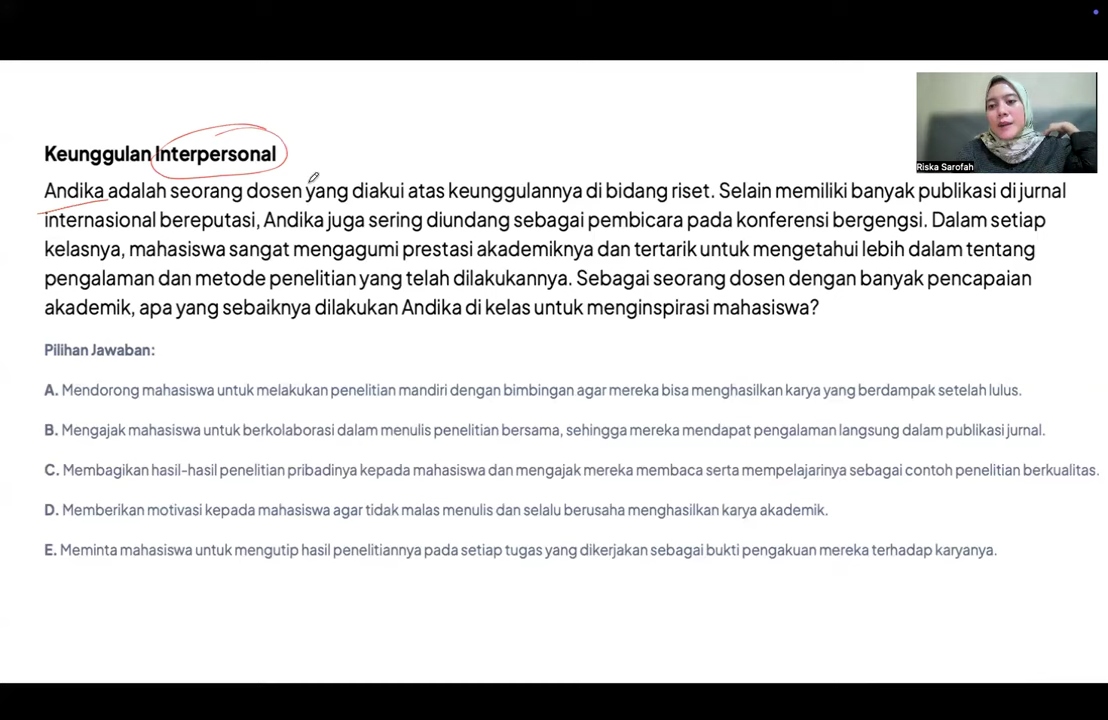 Riska Sarofah
Keunggulan Interpersonal
Andika adalah seorang dosen yang diakui atas keunggulannya di bidang riset. Selain memiliki banyak publikasi di jurnal
internasional bereputasi, Andika juga sering diundang sebagai pembicara pada konferensi bergengsi. Dalam setiap
kelasnya, mahasiswa sangat mengagumi prestasi akademiknya dan tertarik untuk mengetahui lebih dalam tentang
pengalaman dan metode penelitian yang telah dilakukannya. Sebagai seorang dosen dengan banyak pencapaian
akademik, apa yang sebaiknya dilakukan Andika di kelas untuk menginspirasi mahasiswa?
Pilihan Jawaban:
A. Mendorong mahasiswa untuk melakukan penelitian mandiri dengan bimbingan agar mereka bisa menghasilkan karya yang berdampak setelah lulus.
B. Mengajak mahasiswa untuk berkolaborasi dalam menulis penelitian bersama, sehingga mereka mendapat pengalaman langsung dalam publikasi jurnal.
C. Membagikan hasil-hasil penelitian pribadinya kepada mahasiswa dan mengajak mereka membaca serta mempelajarinya sebagai contoh penelitian berkualitas.
D. Memberikan motivasi kepada mahasiswa agar tidak malas menulis dan selalu berusaha menghasilkan karya akademik.
E. Meminta mahasiswa untuk mengutip hasil penelitiannya pada setiap tugas yang dikerjakan sebagai bukti pengakuan mereka terhadap karyanya.